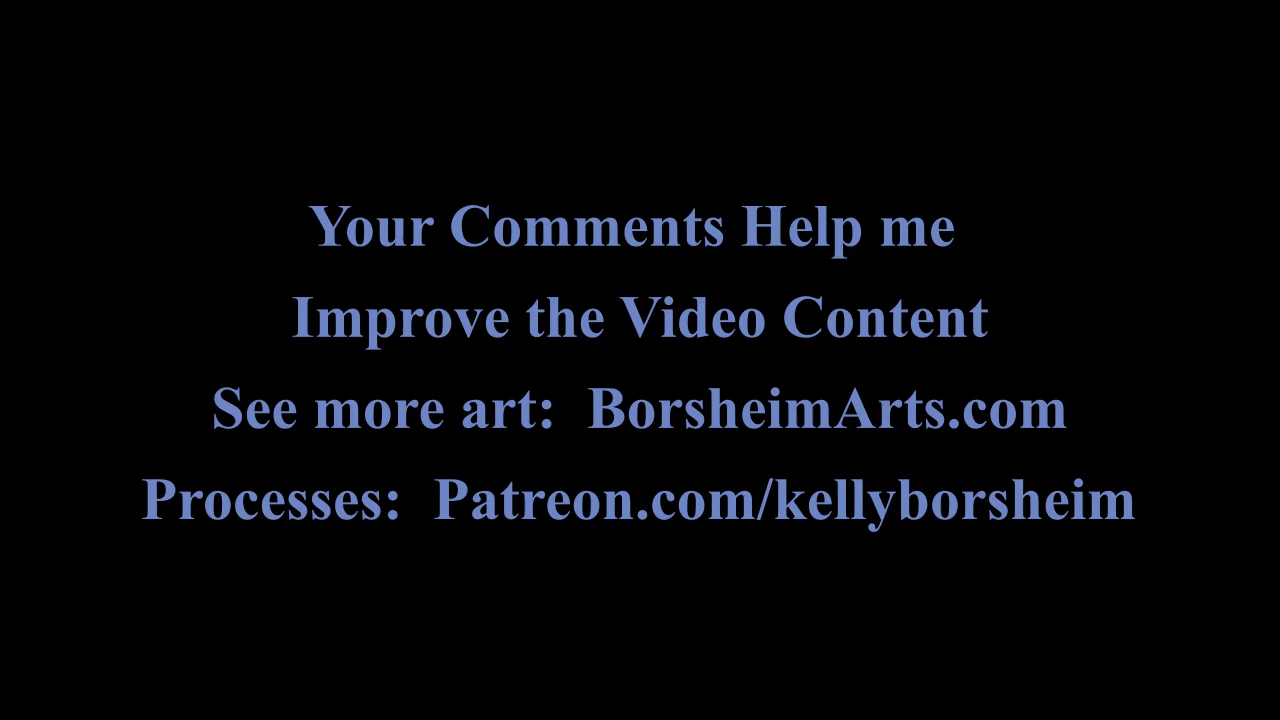 Your Comments Help me
Improve the Video Content
See more art:  BorsheimArts.com
Processes:  Patreon.com/kellyborsheim